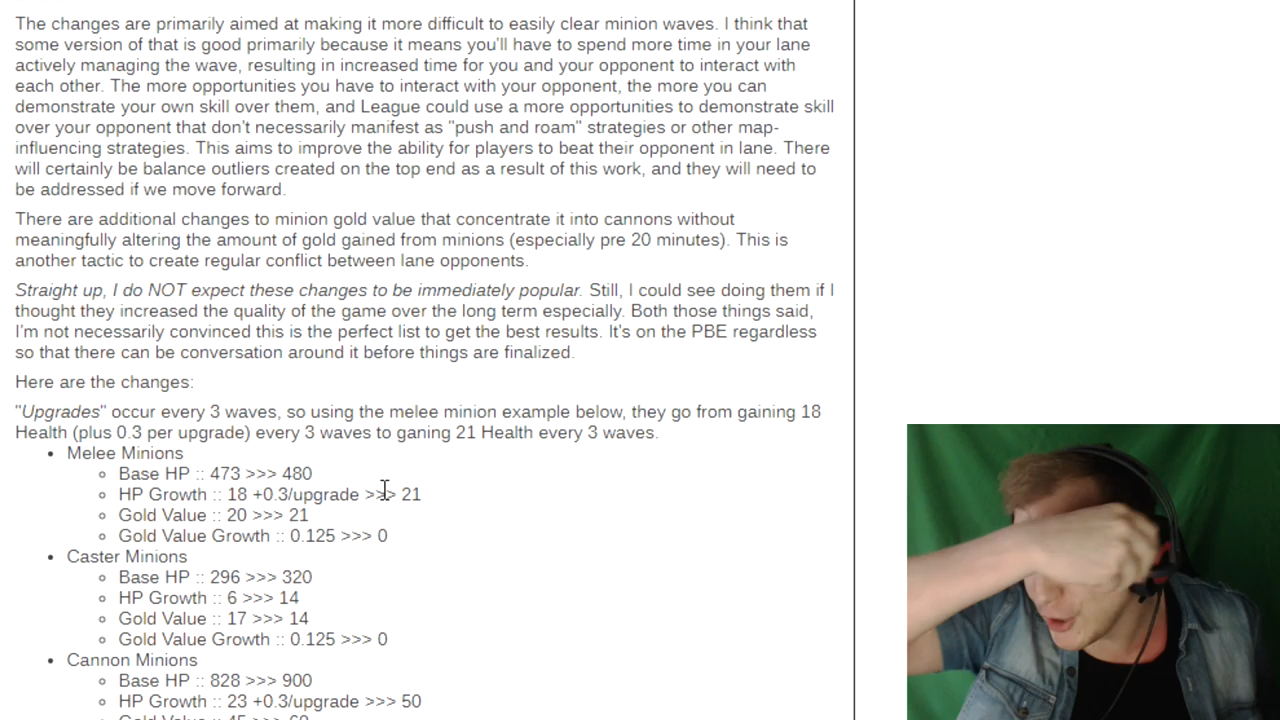 The changes are primarily aimed at making it more difficult to easily clear minion waves. I think that
some version of that is good primarily because it means you'll have to spend more time in your lane
actively managing the wave, resulting in increased time for you and your opponent to interact with
each other. The more opportunities you have to interact with your opponent, the more you can
demonstrate your own skill over them, and League could use a more opportunities to demonstrate skill
over your opponent that don't necessarily manifest as "push and roam" strategies or other map-
influencing strategies. This aims to improve the ability for players to beat their opponent in lane. There
will certainly be balance outliers created on the top end as a result of this work, and they will need to
be addressed if we move forward.
There are additional changes to minion gold value that concentrate it into cannons without
meaningfully altering the amount of gold gained from minions (especially pre 20 minutes). This is
another tactic to create regular conflict between lane opponents.
Straight up, I do NOT expect these changes to be immediately popular. Still, I could see doing them if I
thought they increased the quality of the game over the long term especially. Both those things said,
I'm not necessarily convinced this is the perfect list to get the best results. It's on the PBE regardless
so that there can be conversation around it before things are finalized.
Here are the changes:
"Upgrades" occur every 3 waves, so using the melee minion example below, they go from gaining 18
Health (plus 0.3 per upgrade) every 3 waves to ganing 21 Health every 3 waves.
Melee Minions
Base HP :: 473 >>> 480
HP Growth :: 18 +0.3/upgrade >>> 21
Gold Value :: 20 >>> 21
Gold Value Growth :: 0.125 >>> 0
Caster Minions
Base HP :: 296 >>> 320
HP Growth :: 6 >>> 14
Gold Value :: 17 >>> 14
Gold Value Growth :: 0.125 >>> 0
Cannon Minions
Base HP :: 828 >>> 900
HP Growth :: 23 +0.3/upgrade >>> 50